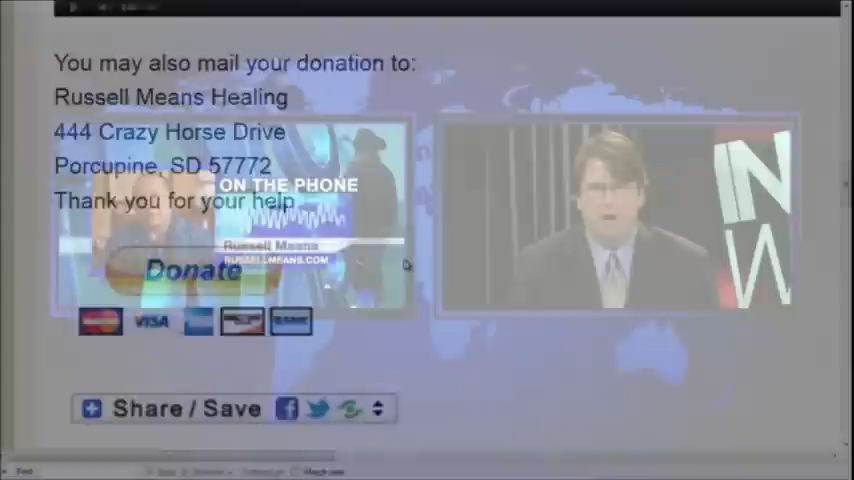 You may also mail your donation to:
Russell Means Healing
444 Crazy Horse Drive
Porcupine, SD 57772
Thank you for your help
ON THE PHONE
Russell Means
RUSSELLMEANS.COM
Donate
VISA
Share / Save
IN
W